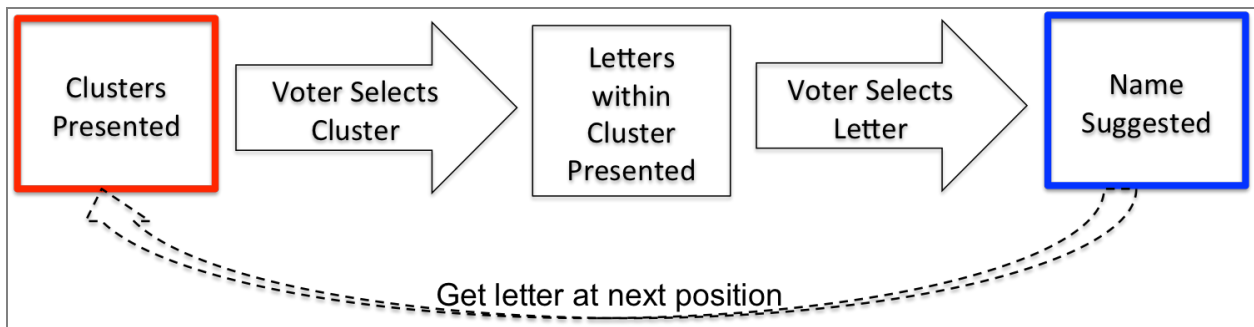 Clusters
Presented
Voter Selects
Cluster
Letters
within
Cluster
Presented
Voter Selects
Letter
Name
Suggested
Get letter at next position